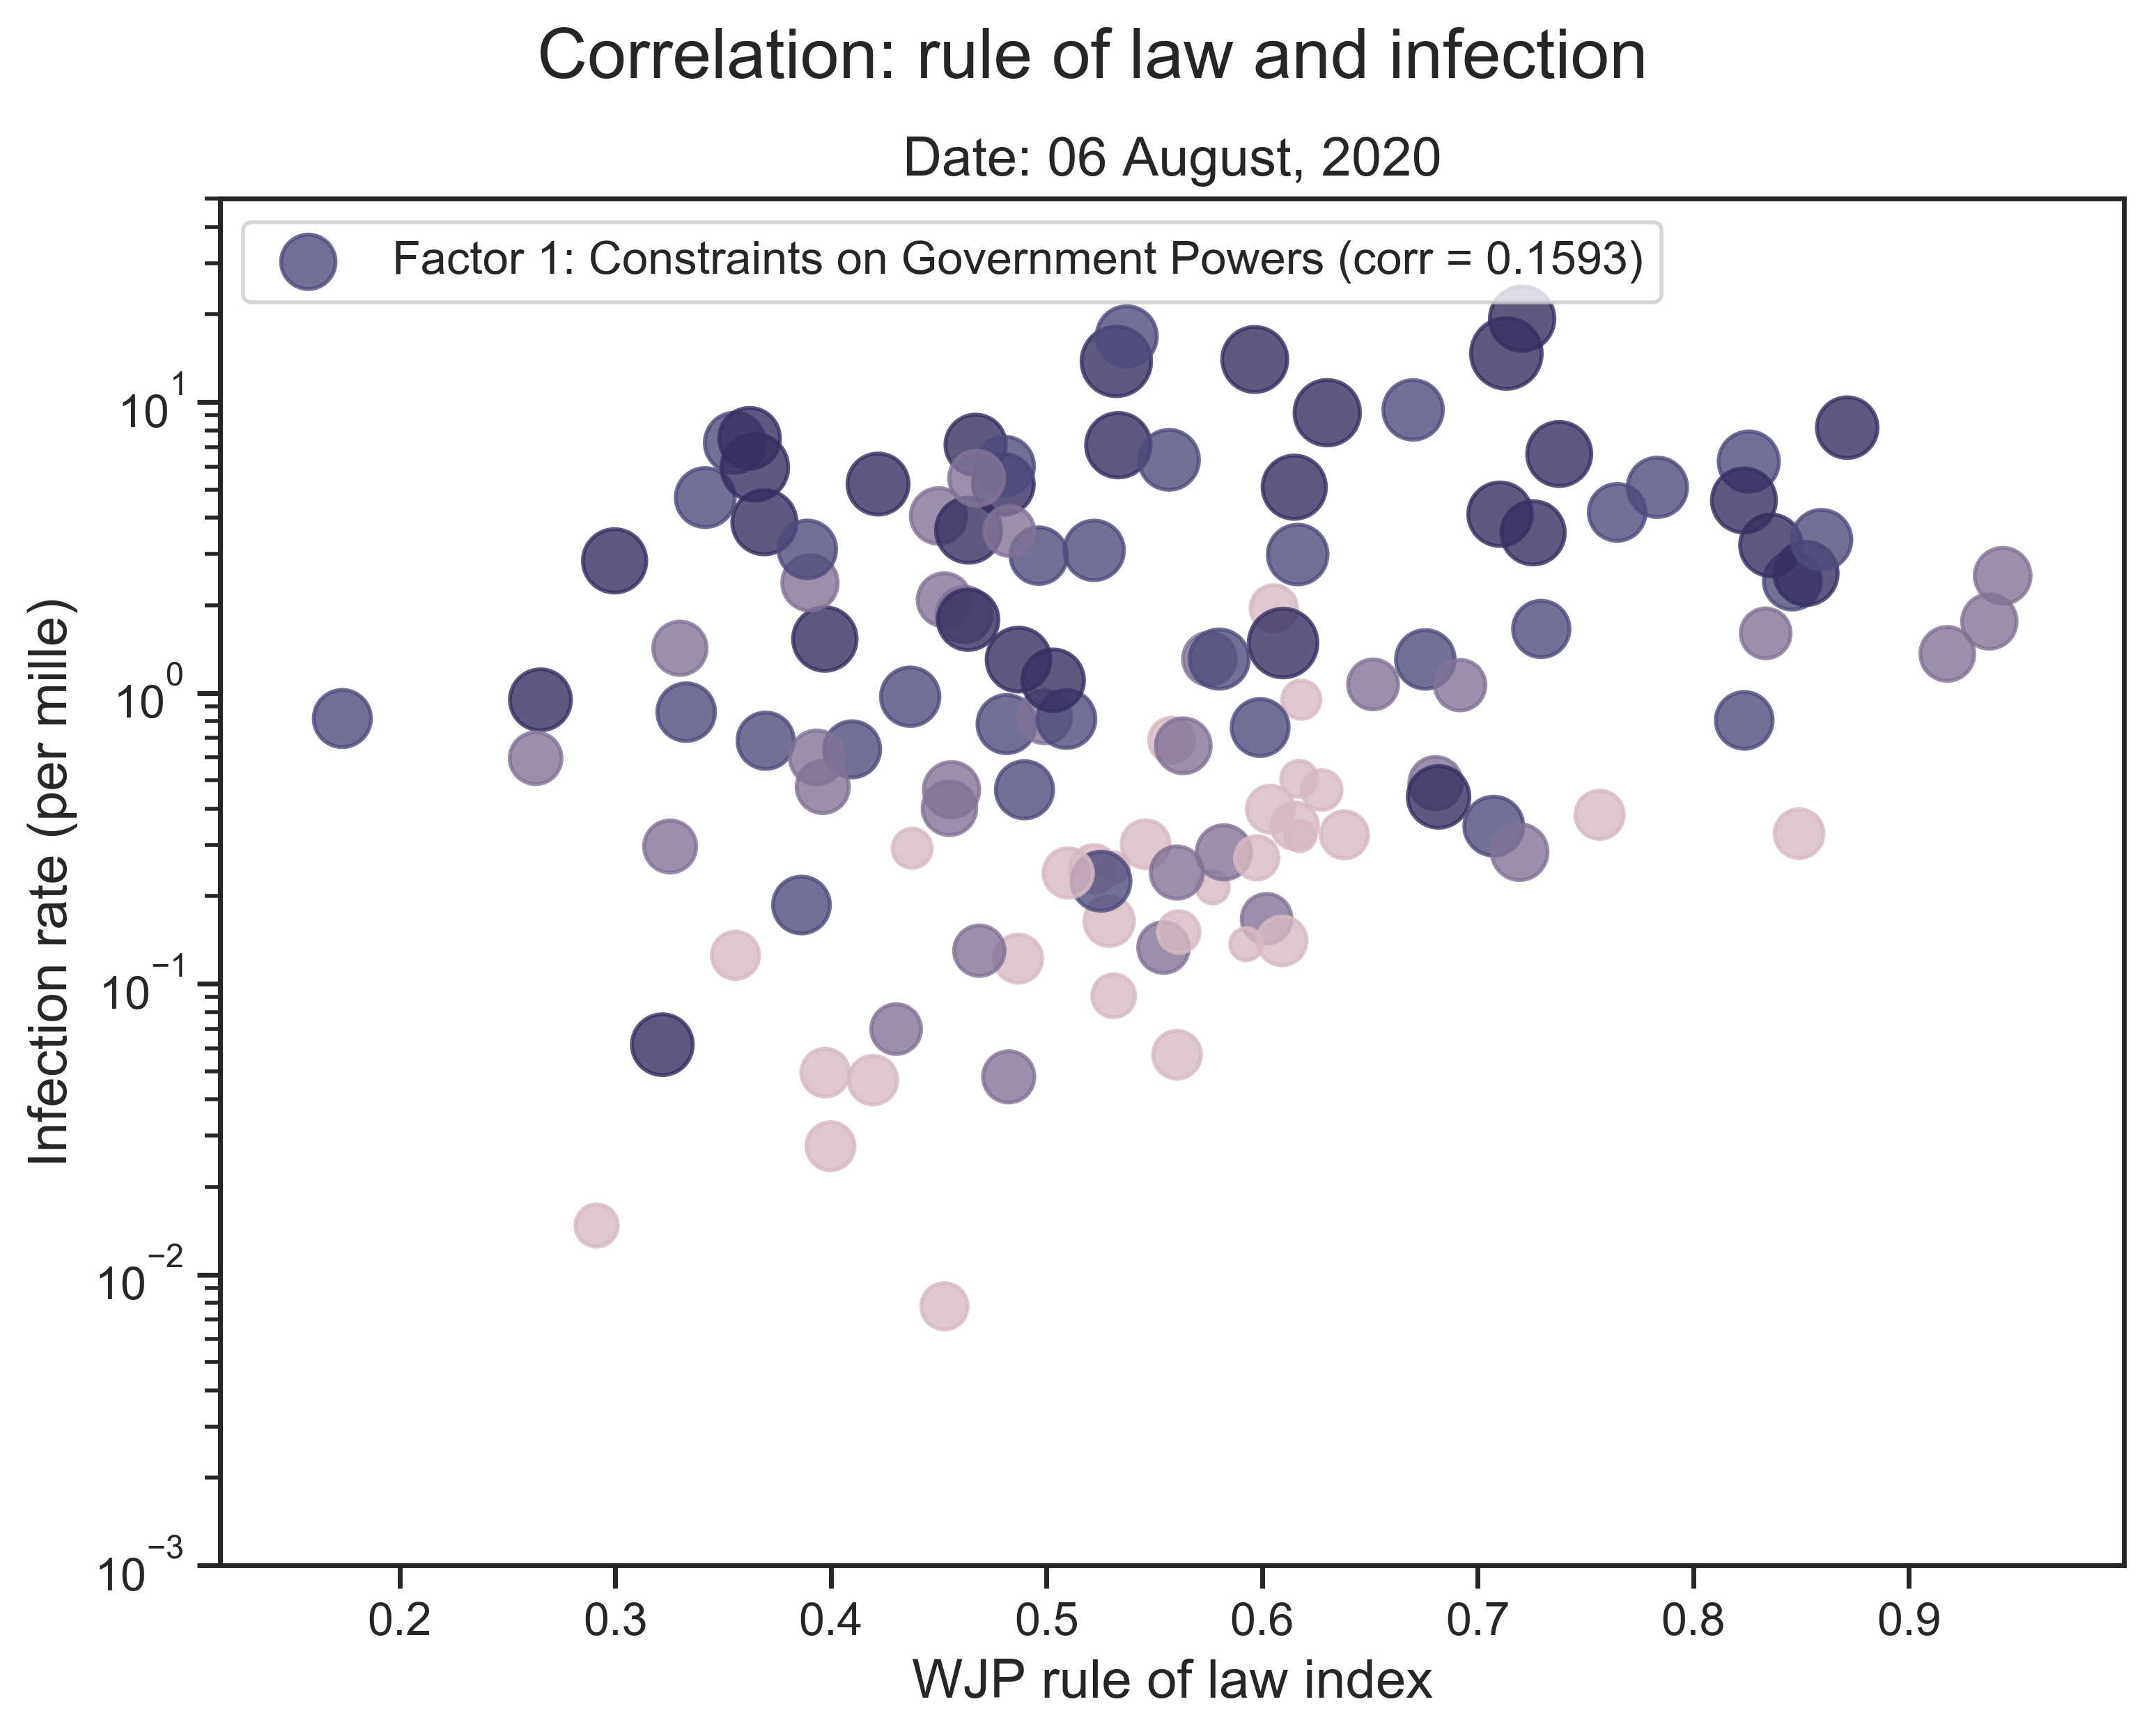 Correlation: rule of law and infection
Date: 06 August, 2020
Factor 1: Constraints on Government Powers (corr = 0.1593)
Infection rate (per mille)
10^1
10^0
10^−1
10^−2
10^−3
0.2 0.3 0.4 0.5 0.6 0.7 0.8 0.9
WJP rule of law index